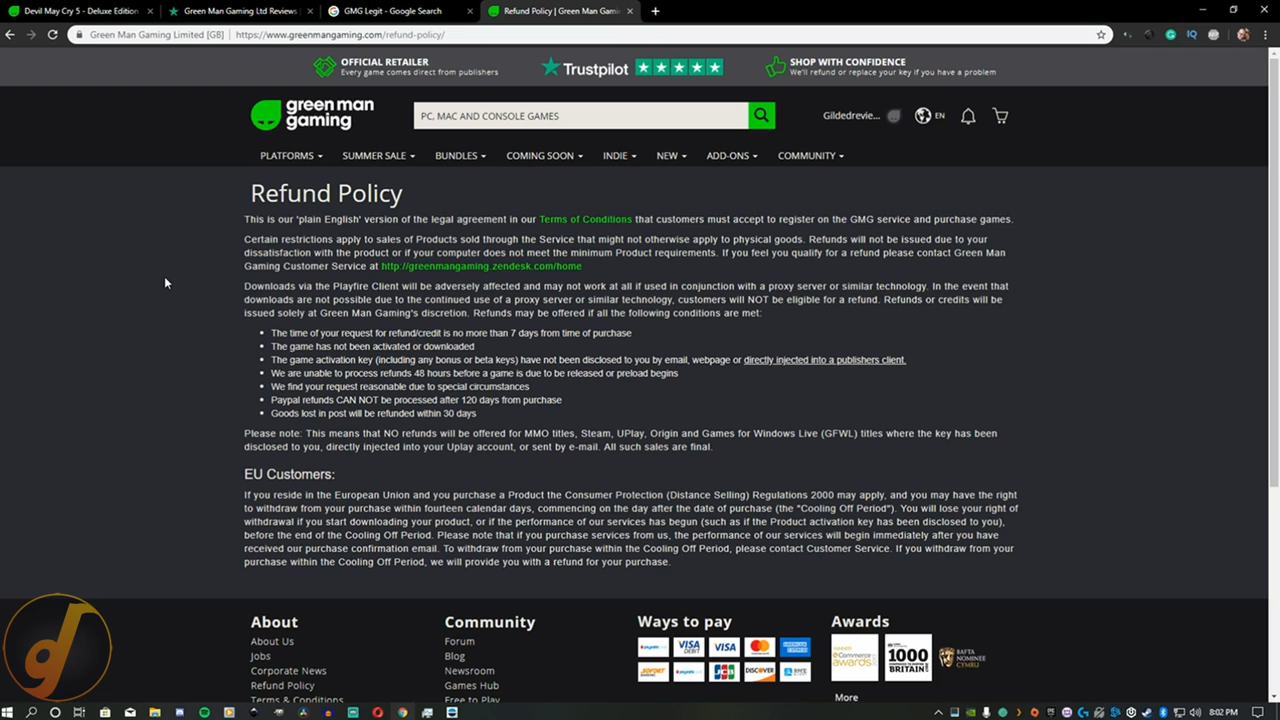 Devil May Cry 5 - Deluxe Edition
Green Man Gaming Ltd Reviews
GMG Legit - Google Search
Refund Policy | Green Man Gami
Green Man Gaming Limited [GB] | https://www.greenmangaming.com/refund-policy/
OFFICIAL RETAILER
Every game comes direct from publishers
Trustpilot
SHOP WITH CONFIDENCE
We'll refund or replace your key if you have a problem
green man
gaming
PC, MAC AND CONSOLE GAMES
Gildedrevie...
EN
PLATFORMS
SUMMER SALE
BUNDLES
COMING SOON
INDIE
NEW
ADD-ONS
COMMUNITY
Refund Policy
This is our 'plain English' version of the legal agreement in our Terms of Conditions that customers must accept to register on the GMG service and purchase games.
Certain restrictions apply to sales of Products sold through the Service that might not otherwise apply to physical goods. Refunds will not be issued due to your
dissatisfaction with the product or if your computer does not meet the minimum Product requirements. If you feel you qualify for a refund please contact Green Man
Gaming Customer Service at http://greenmangaming.zendesk.com/home
Downloads via the Playfire Client will be adversely affected and may not work at all if used in conjunction with a proxy server or similar technology. In the event that
downloads are not possible due to the continued use of a proxy server or similar technology, customers will NOT be eligible for a refund. Refunds or credits will be
issued solely at Green Man Gaming's discretion. Refunds may be offered if all the following conditions are met:
• The time of your request for refund/credit is no more than 7 days from time of purchase
• The game has not been activated or downloaded
• The game activation key (including any bonus or beta keys) have not been disclosed to you by email, webpage or directly injected into a publishers client.
• We are unable to process refunds 48 hours before a game is due to be released or preload begins
• We find your request reasonable due to special circumstances
• Paypal refunds CAN NOT be processed after 120 days from purchase
• Goods lost in post will be refunded within 30 days
Please note: This means that NO refunds will be offered for MMO titles, Steam, UPlay, Origin and Games for Windows Live (GFWL) titles where the key has been
disclosed to you, directly injected into your Uplay account, or sent by e-mail. All such sales are final.
EU Customers:
If you reside in the European Union and you purchase a Product the Consumer Protection (Distance Selling) Regulations 2000 may apply, and you may have the right
to withdraw from your purchase within fourteen calendar days, commencing on the day after the date of purchase (the "Cooling Off Period"). You will lose your right of
withdrawal if you start downloading your product, or if the performance of our services has begun (such as if the Product activation key has been disclosed to you),
before the end of the Cooling Off Period. Please note that if you purchase services from us, the performance of our services will begin immediately after you have
received our purchase confirmation email. To withdraw from your purchase within the Cooling Off Period, please contact Customer Service. If you withdraw from your
purchase within the Cooling Off Period, we will provide you with a refund for your purchase.
About
About Us
Jobs
Corporate News
Refund Policy
Terms & Conditions
Community
Forum
Blog
Newsroom
Games Hub
Free to Play
Ways to pay
VISA
DEBIT
VISA
JCB
DISCOVER
Awards
eCommerce
awards
1000
BRITAIN!
BAFTA
NOMINEE
CYMRU
More
8:02 PM